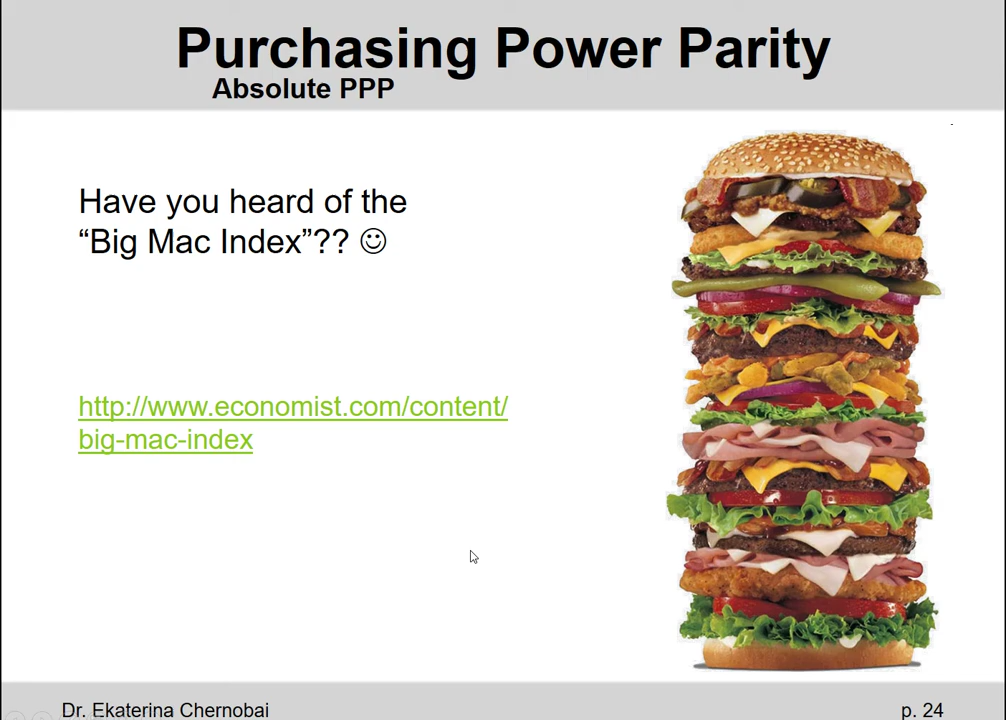 Purchasing Power Parity
Absolute PPP
Have you heard of the
“Big Mac Index”?? ☺
http://www.economist.com/content/
big-mac-index
Dr. Ekaterina Chernobai
p. 24